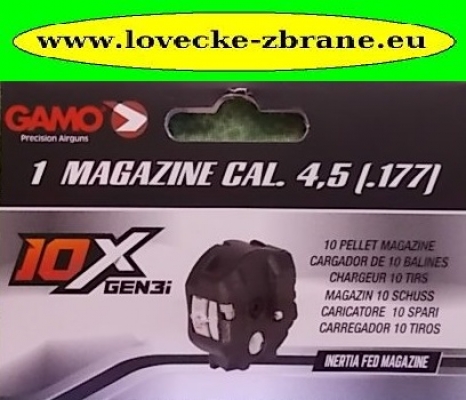 www.lovecke-zbrane.eu
GAMO
Precision Airguns
1 MAGAZINE CAL. 4,5 (.177)
10X
GEN3i
10 PELLET MAGAZINE
CARGADOR DE 10 BALINES
CHARGEUR 10 TIRS
MAGAZIN 10 SCHUSS
CARICATORE 10 SPARI
CARREGADOR 10 TIROS
INERTIA FED MAGAZINE